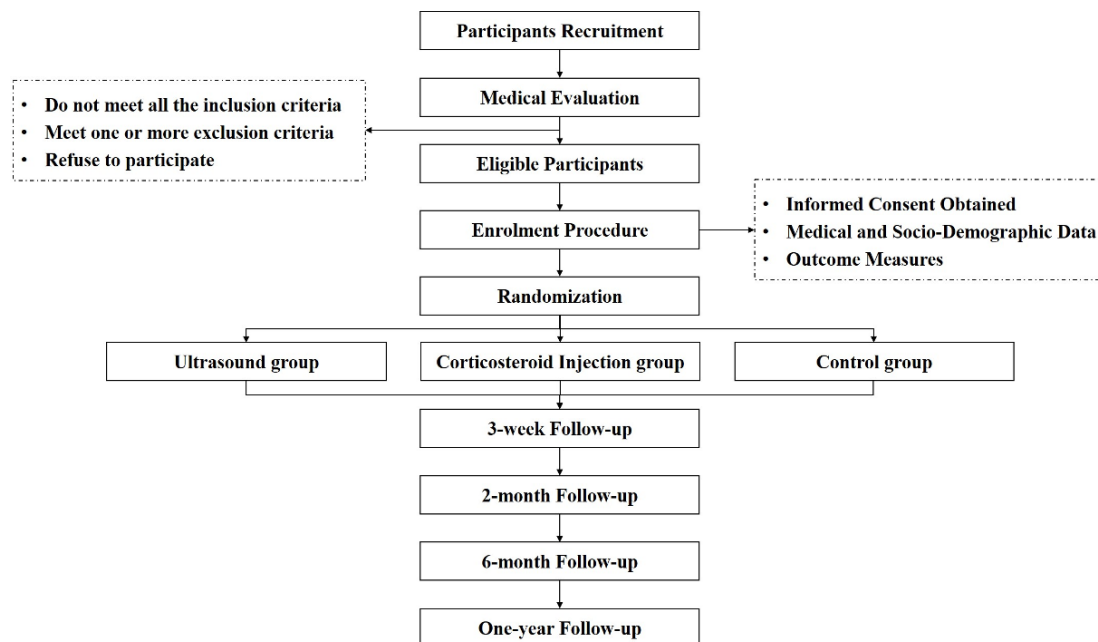 Participants Recruitment
Medical Evaluation
• Do not meet all the inclusion criteria
• Meet one or more exclusion criteria
• Refuse to participate
Eligible Participants
Enrolment Procedure
• Informed Consent Obtained
• Medical and Socio-Demographic Data
• Outcome Measures
Randomization
Ultrasound group
Corticosteroid Injection group
Control group
3-week Follow-up
2-month Follow-up
6-month Follow-up
One-year Follow-up